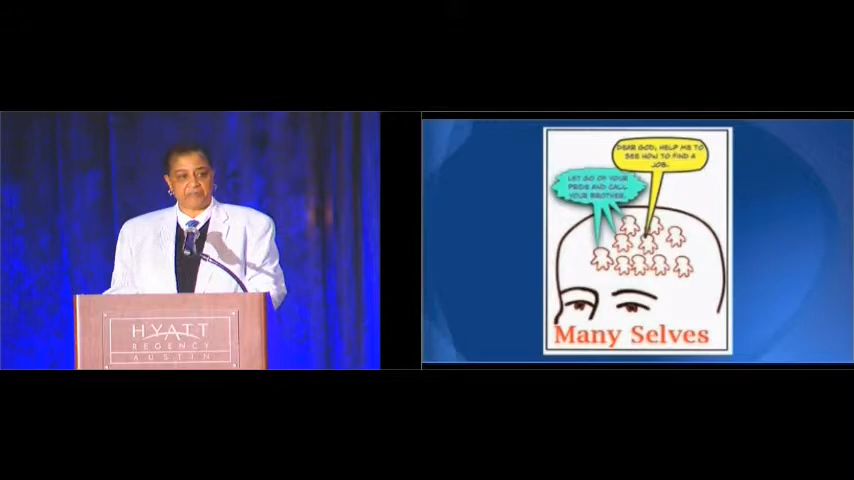 HYATT
REGENCY
AUSTIN
DEAR GOD, HELP ME TO
SEE HOW TO FIND A
JOB.
LET GO OF YOUR
PRIDE AND CALL
YOUR BROTHER.
Many Selves